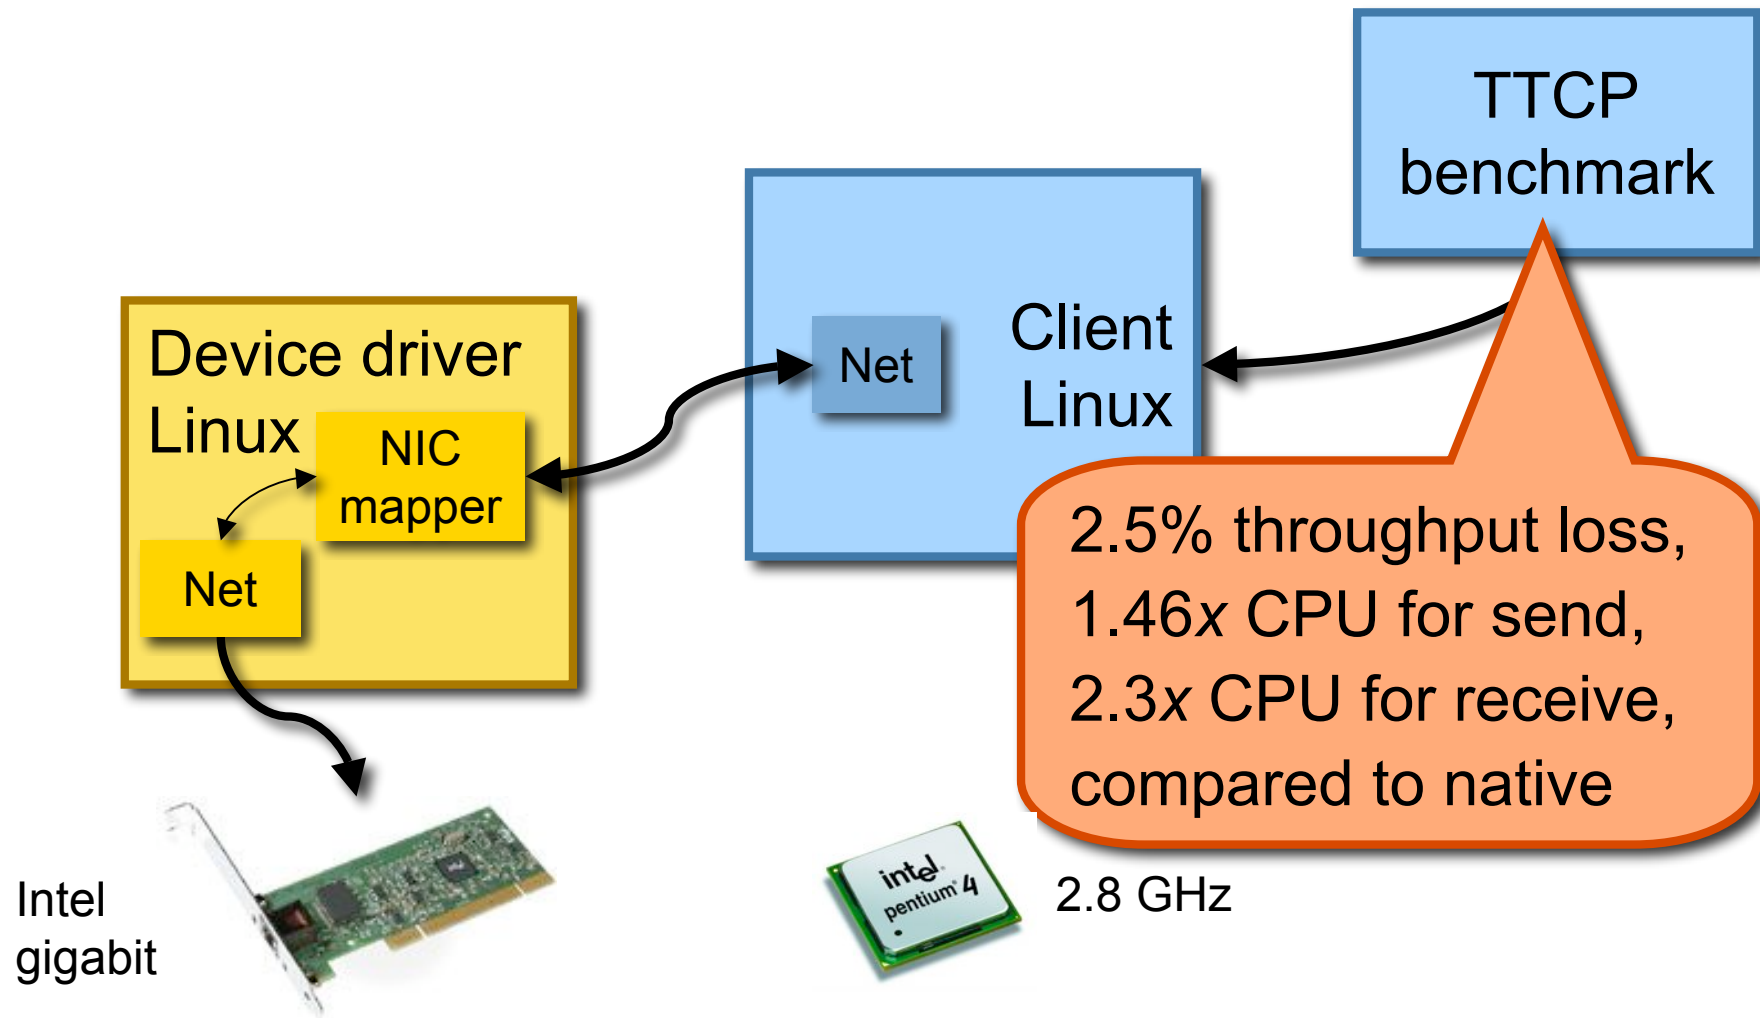 TTCP
benchmark
Client
Linux
Net
Device driver
Linux
NIC
mapper
Net
2.5% throughput loss,
1.46x CPU for send,
2.3x CPU for receive,
compared to native
Intel
gigabit
intel
pentium 4
2.8 GHz